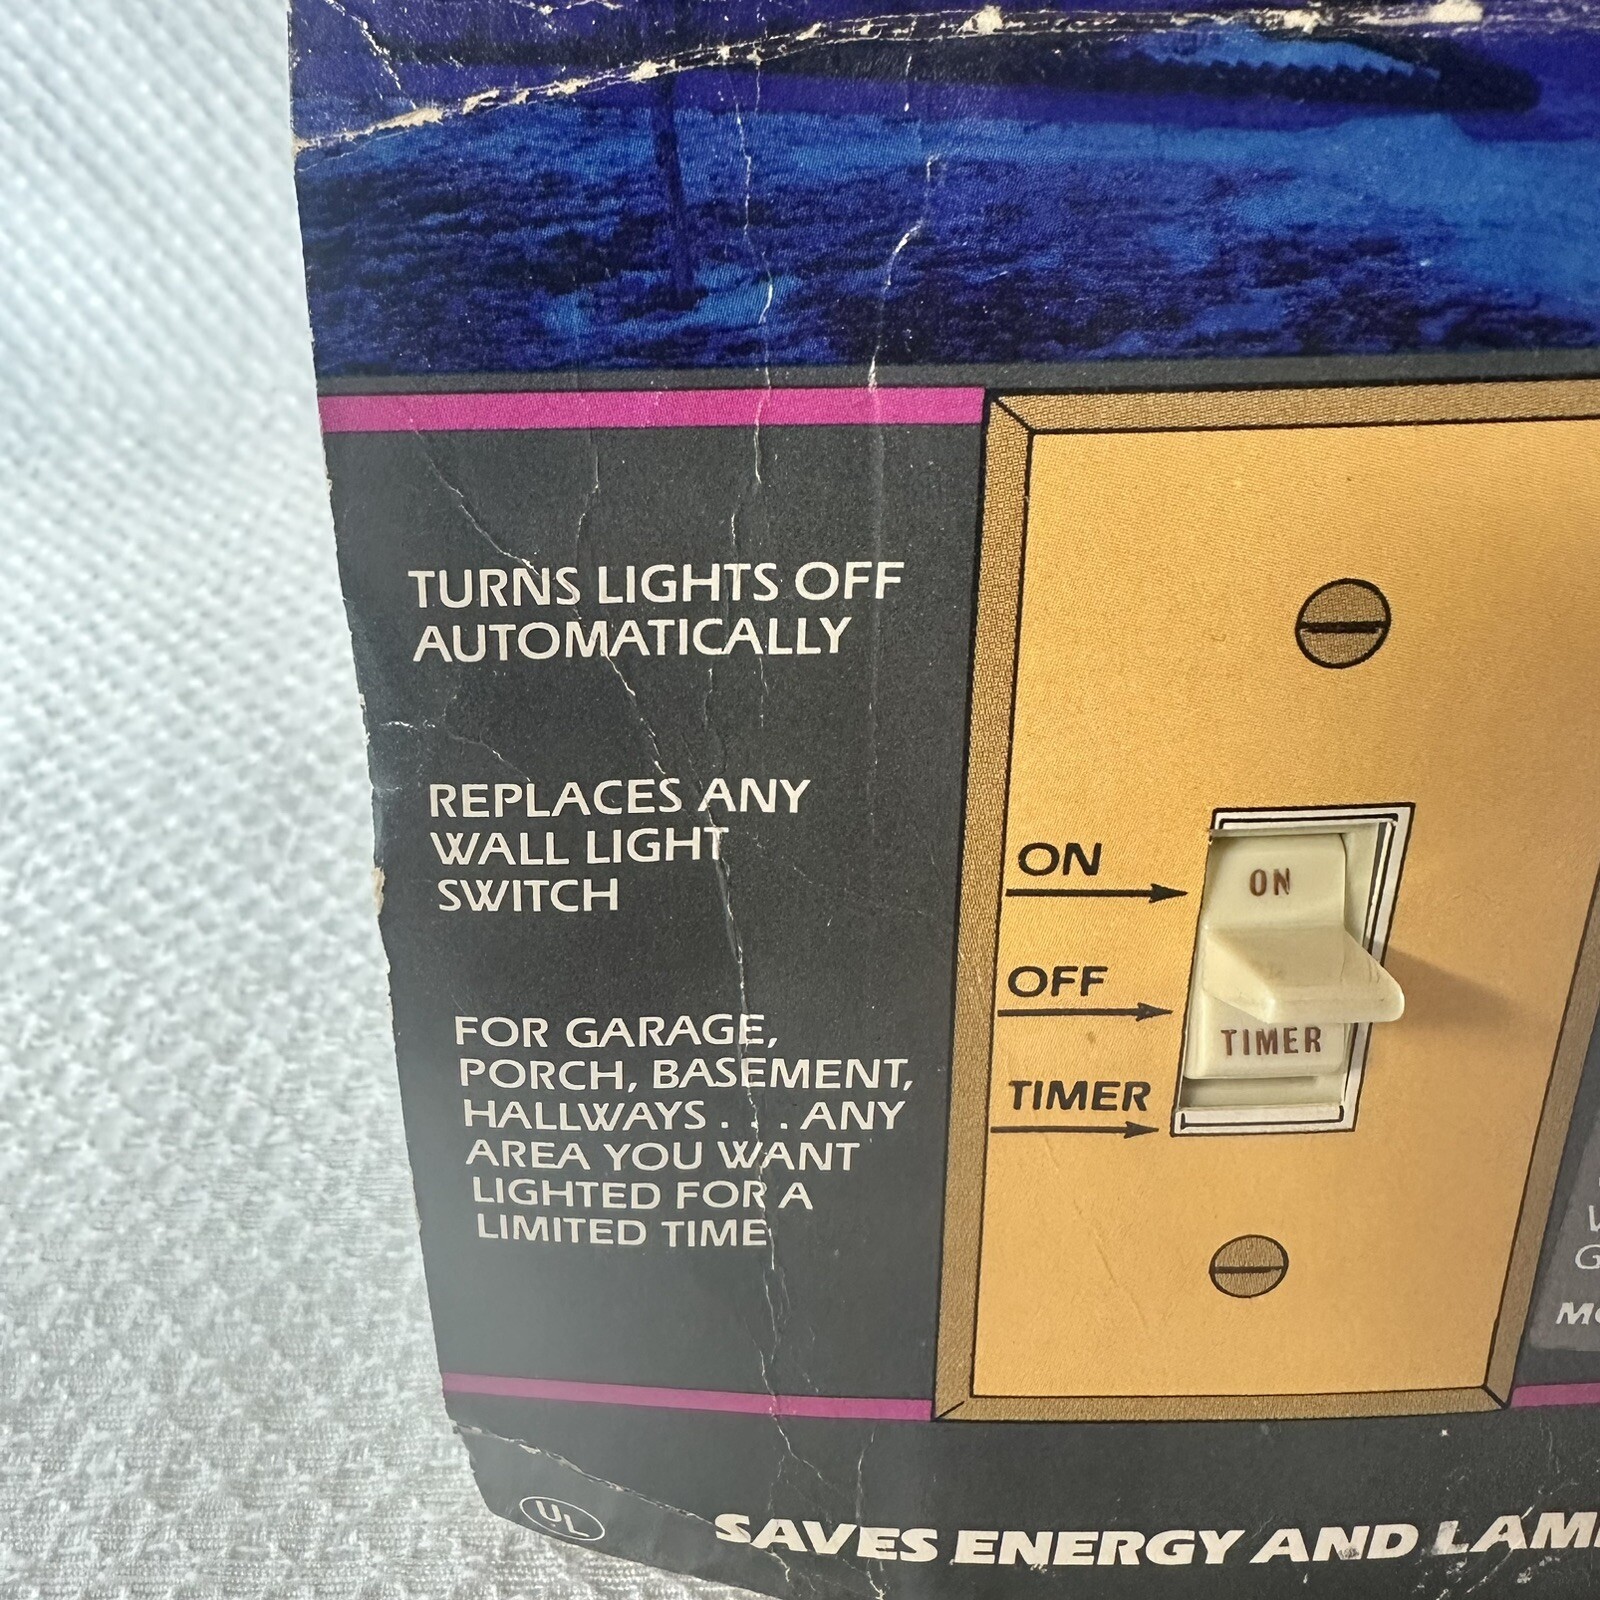 TURNS LIGHTS OFF
AUTOMATICALLY
REPLACES ANY
WALL LIGHT
SWITCH
FOR GARAGE,
PORCH, BASEMENT,
HALLWAYS . . . ANY
AREA YOU WANT
LIGHTED FOR A
LIMITED TIME
ON
OFF
TIMER
ON
TIMER
UL
SAVES ENERGY AND